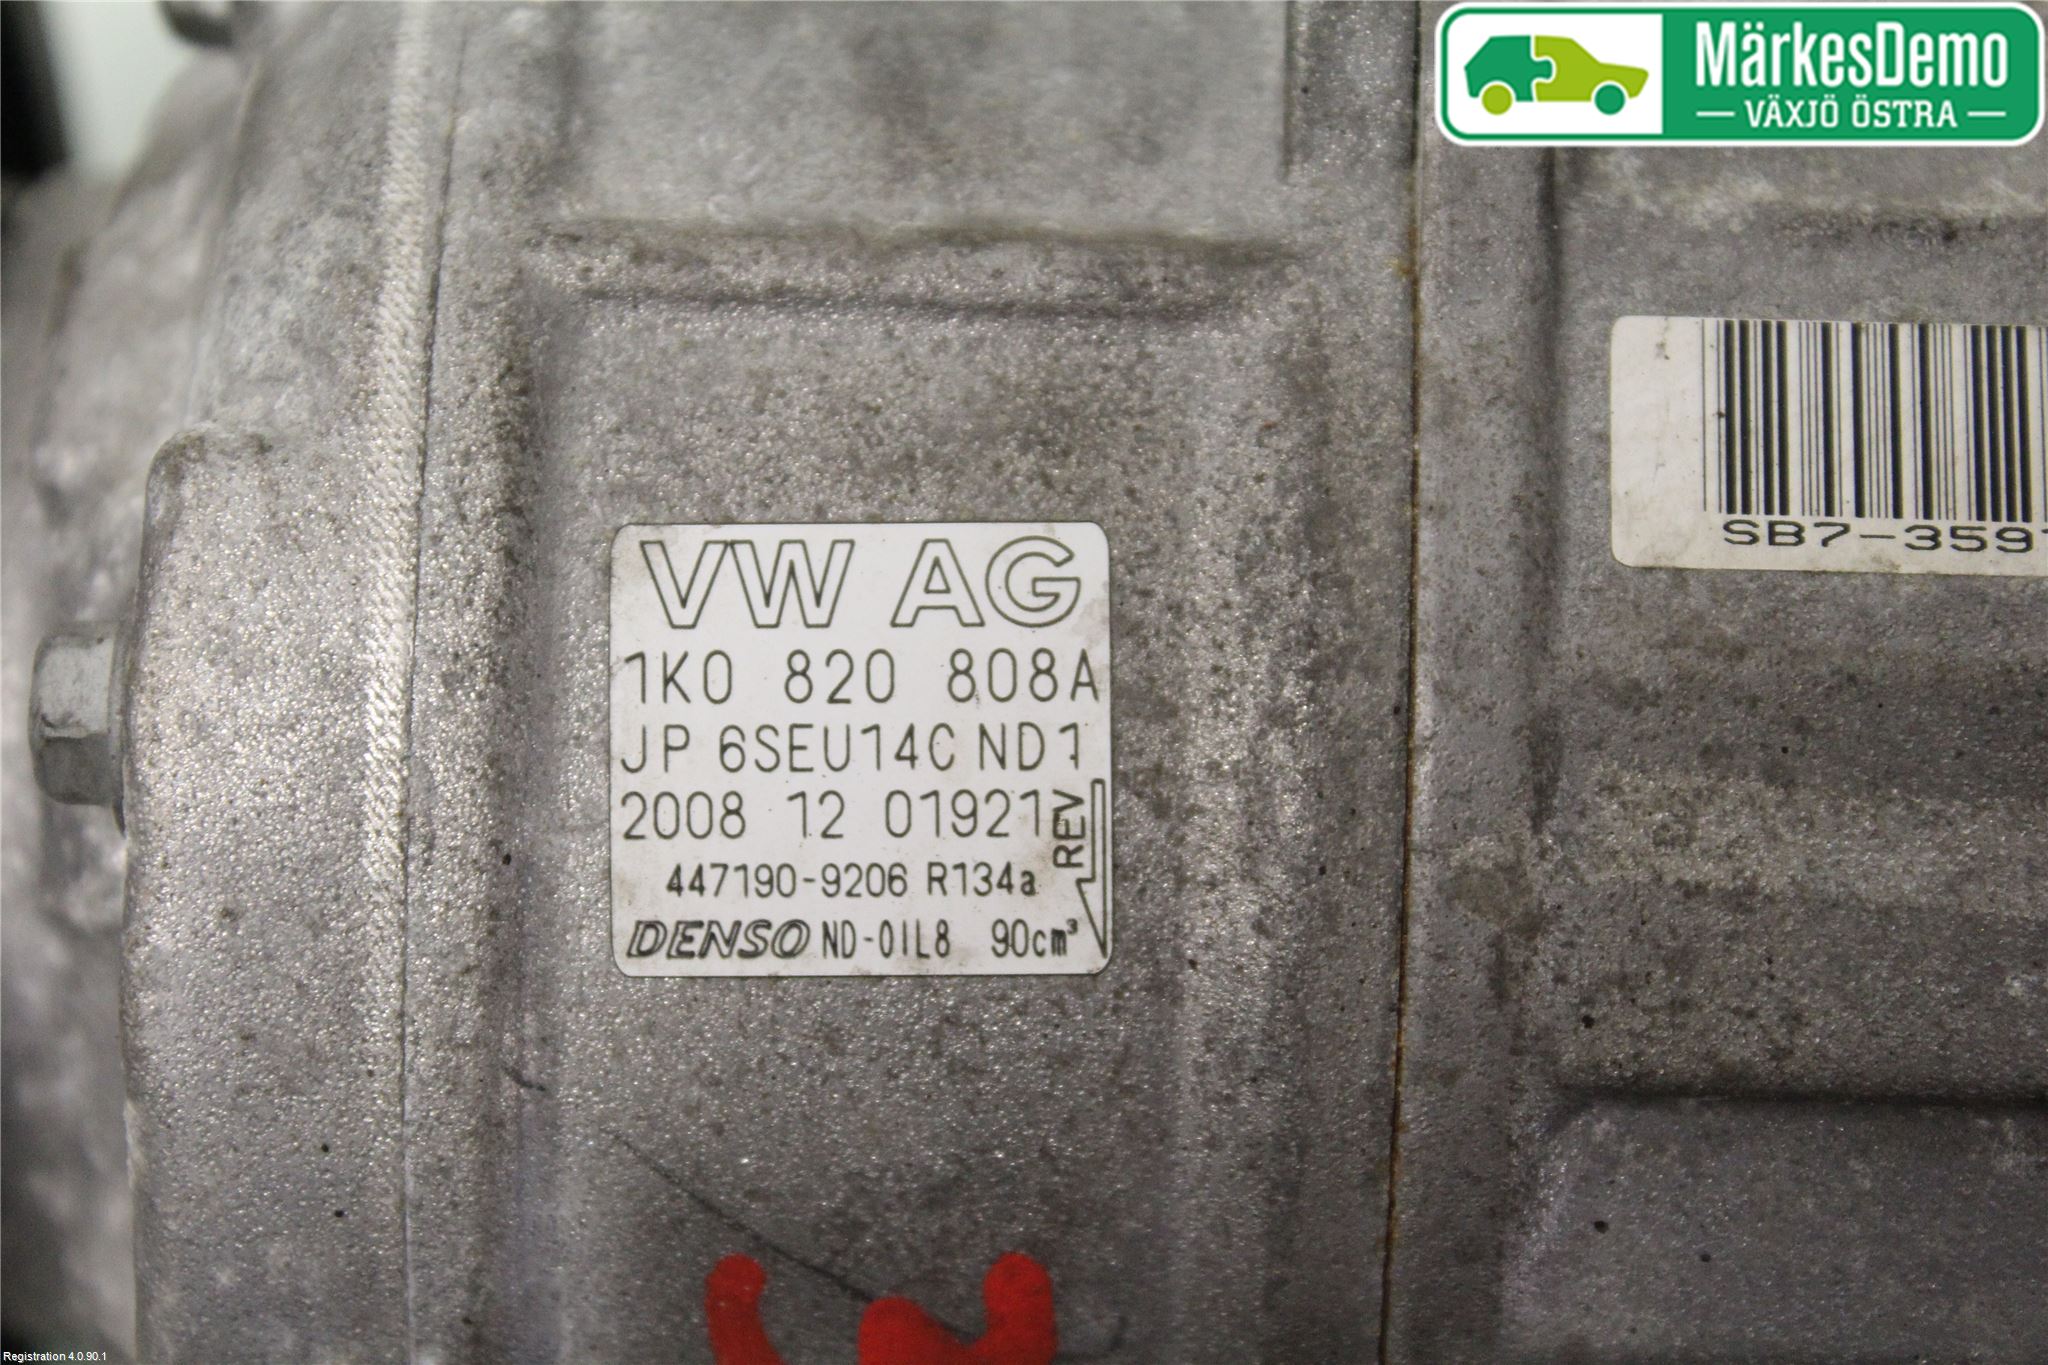 MärkesDemo
VÄXJÖ ÖSTRA
SB7-359
VW AG
1K0 820 808A
JP 6SEU14C ND1
2008 12 01921
REV
447190-9206 R134a
DENSO ND-OIL8 90cm³
Registration 4.0.90.1